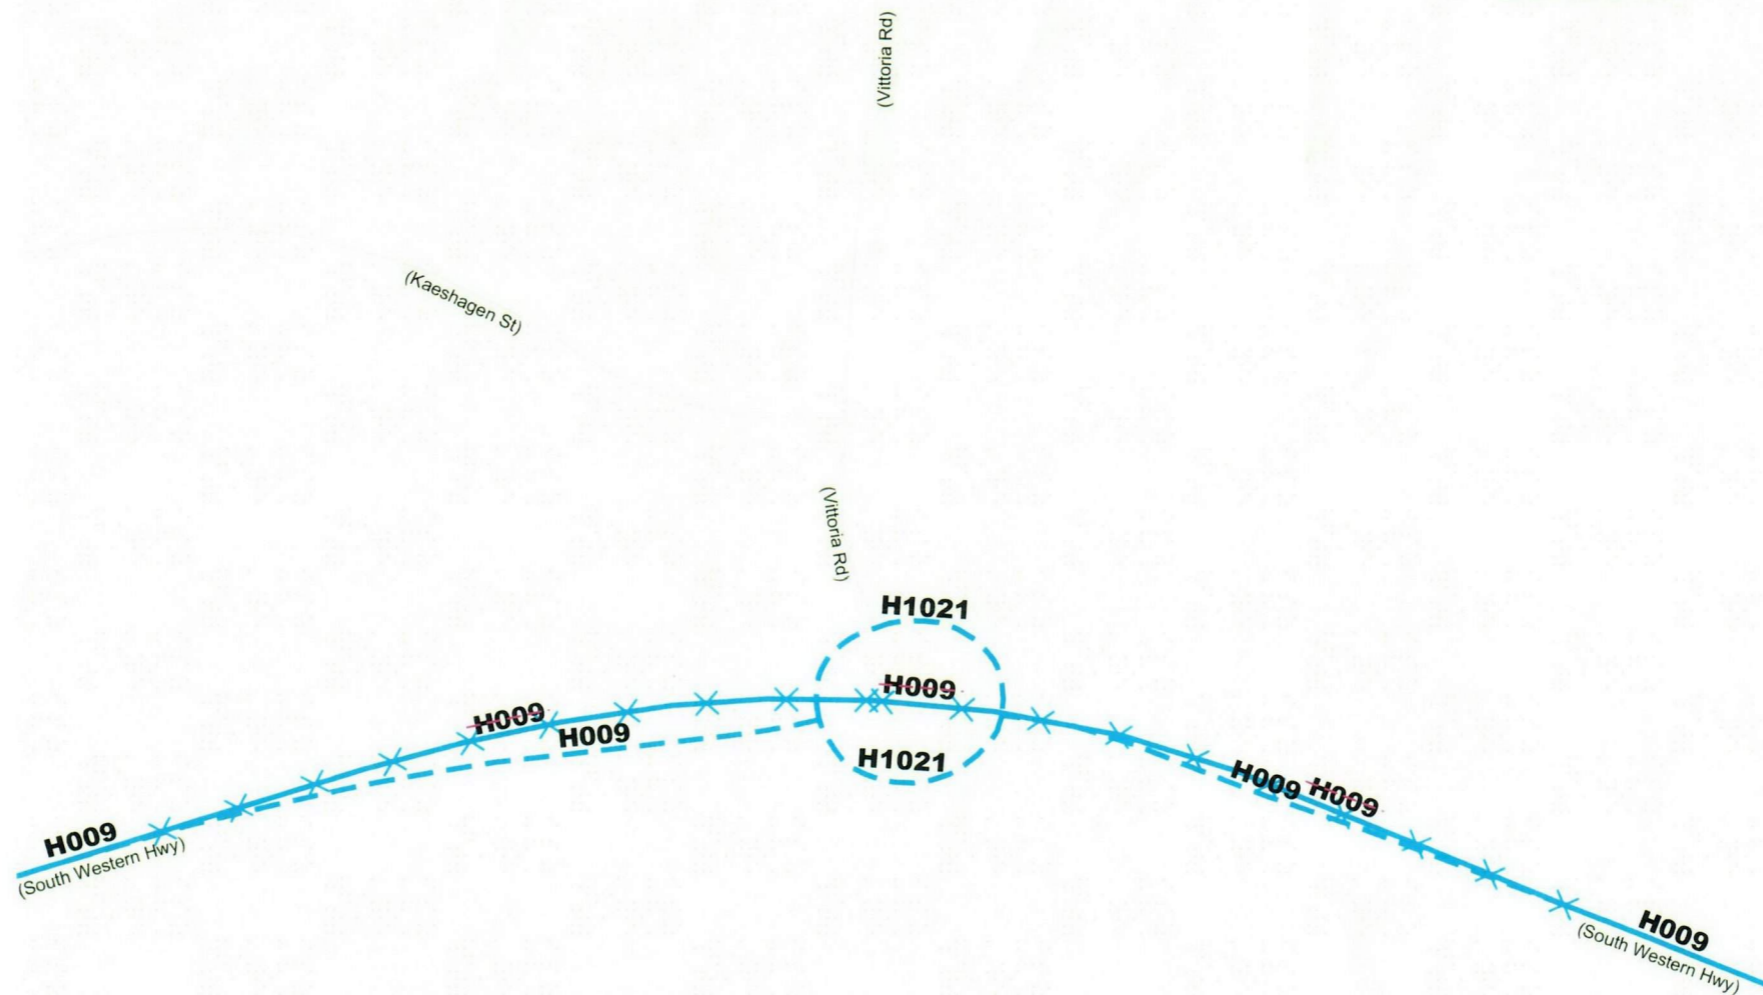 (Vittoria Rd)
(Kaeshagen St)
(Vittoria Rd)
H1021
H009
H009
H009
H1021
H009
H009
H009
(South Western Hwy)
H009
(South Western Hwy)